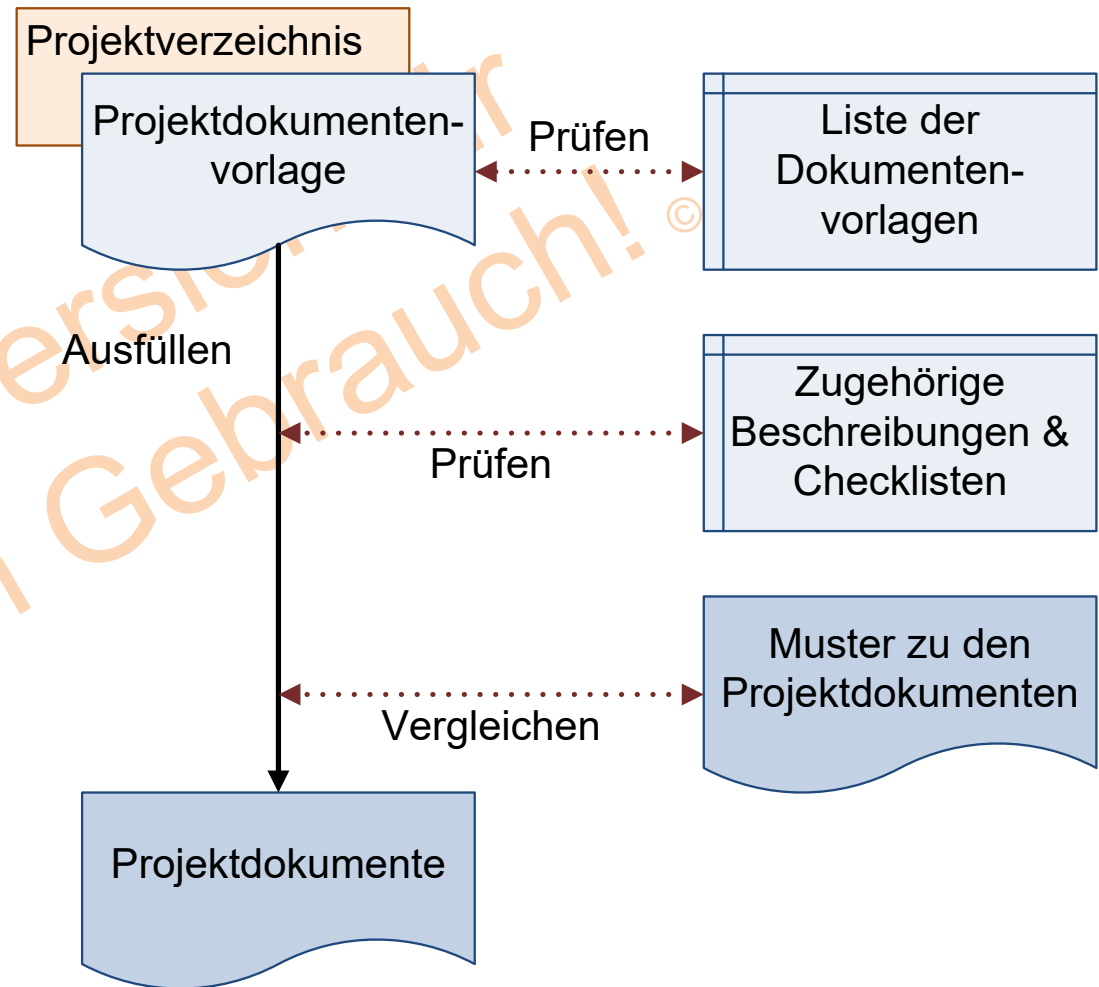 Projektverzeichnis
Projektdokumenten-
vorlage
Prüfen
Liste der
Dokumenten-
vorlagen
©
Ausfüllen
Gebrauch!
Zugehörige
Beschreibungen &
Checklisten
Prüfen
Muster zu den
Projektdokumenten
Vergleichen
Projektdokumente